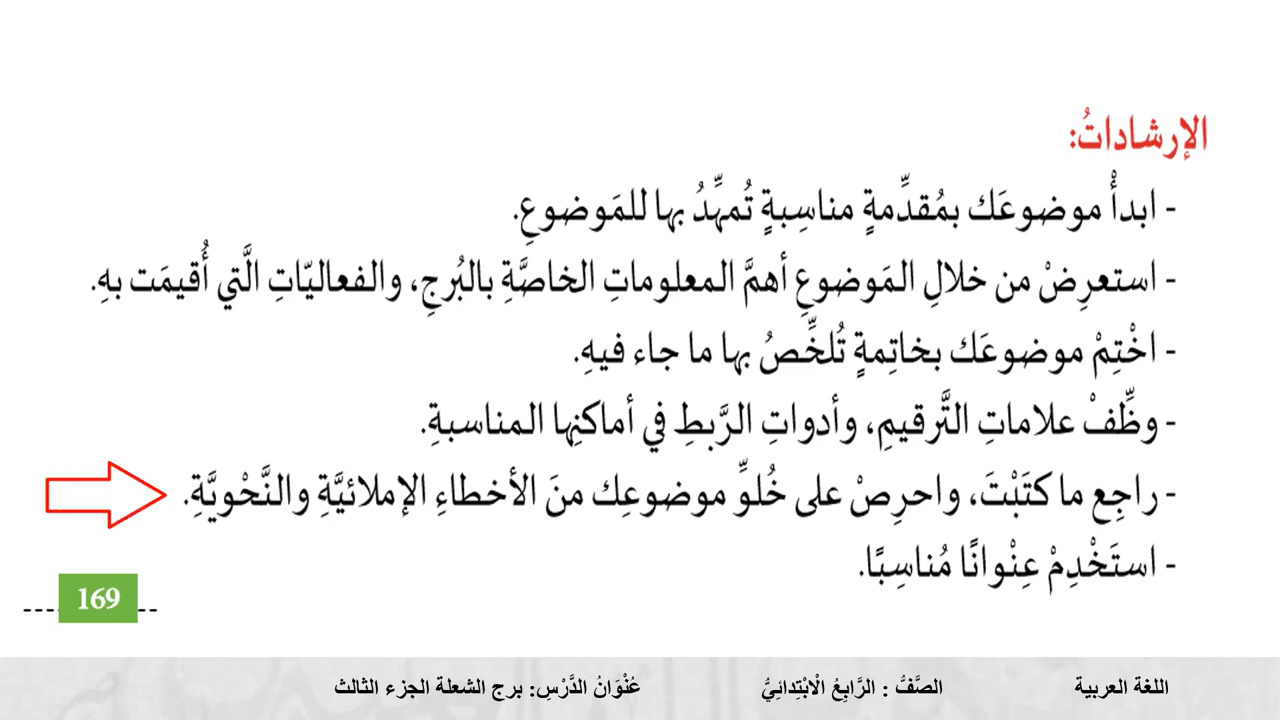 الإرشاداتُ:
- ابدأْ موضوعَك بمُقدِّمةٍ مناسِبةٍ تُمهِّدُ بها للمَوضوعِ.
- استعرِضْ من خلالِ المَوضوعِ أهمَّ المعلوماتِ الخاصَّةِ بالبُرجِ، والفعاليّاتِ الَّتي أُقيمَت بهِ.
- اخْتِمْ موضوعَك بخاتِمةٍ تُلخِّصُ بها ما جاء فيهِ.
- وظِّفْ علاماتِ التَّرقيمِ، وأدواتِ الرَّبطِ في أماكنِها المناسبةِ.
- راجِع ما كتَبْتَ، واحرِصْ على خُلوِّ موضوعِك منَ الأخطاءِ الإملائيَّةِ والنَّحْويَّةِ.
- استَخْدِمْ عِنْوانًا مُناسِبًا.
169
اللغة العربية الصَّفُّ : الرَّابِعُ الْابْتِدائِيُّ عُنْوَانُ الدَّرْسِ: برج الشعلة الجزء الثالث